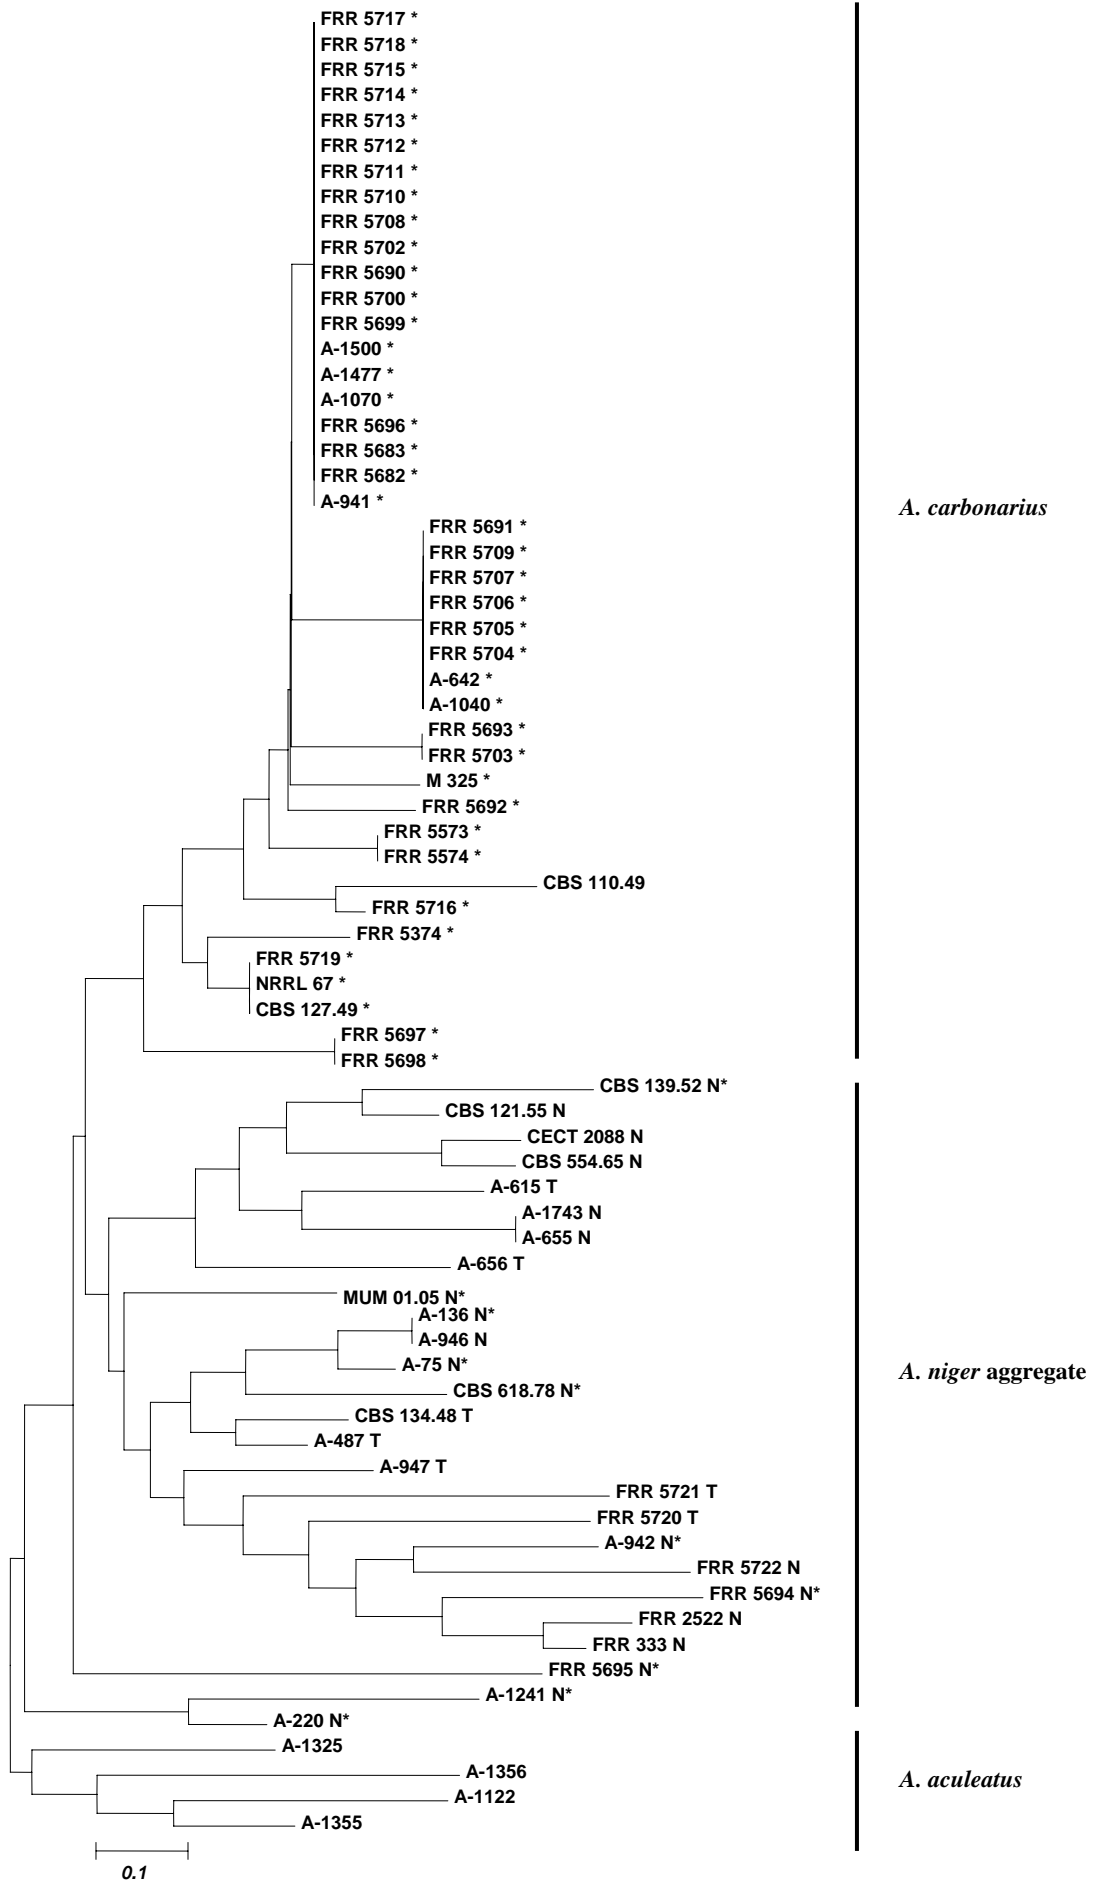 FRR 5717 *
FRR 5718 *
FRR 5715 *
FRR 5714 *
FRR 5713 *
FRR 5712 *
FRR 5711 *
FRR 5710 *
FRR 5708 *
FRR 5702 *
FRR 5690 *
FRR 5700 *
FRR 5699 *
A-1500 *
A-1477 *
A-1070 *
FRR 5696 *
FRR 5683 *
FRR 5682 *
A-941 *
A. carbonarius
FRR 5691 *
FRR 5709 *
FRR 5707 *
FRR 5706 *
FRR 5705 *
FRR 5704 *
A-642 *
A-1040 *
FRR 5693 *
FRR 5703 *
M 325 *
FRR 5692 *
FRR 5573 *
FRR 5574 *
CBS 110.49
FRR 5716 *
FRR 5374 *
FRR 5719 *
NRRL 67 *
CBS 127.49 *
FRR 5697 *
FRR 5698 *
CBS 139.52 N*
CBS 121.55 N
CECT 2088 N
CBS 554.65 N
A-615 T
A-1743 N
A-655 N
A-656 T
MUM 01.05 N*
A-136 N*
A-946 N
A-75 N*
A. niger aggregate
CBS 618.78 N*
CBS 134.48 T
A-487 T
A-947 T
FRR 5721 T
FRR 5720 T
A-942 N*
FRR 5722 N
FRR 5694 N*
FRR 2522 N
FRR 333 N
FRR 5695 N*
A-1241 N*
A-220 N*
A-1325
A-1356
A. aculeatus
A-1122
A-1355
0.1